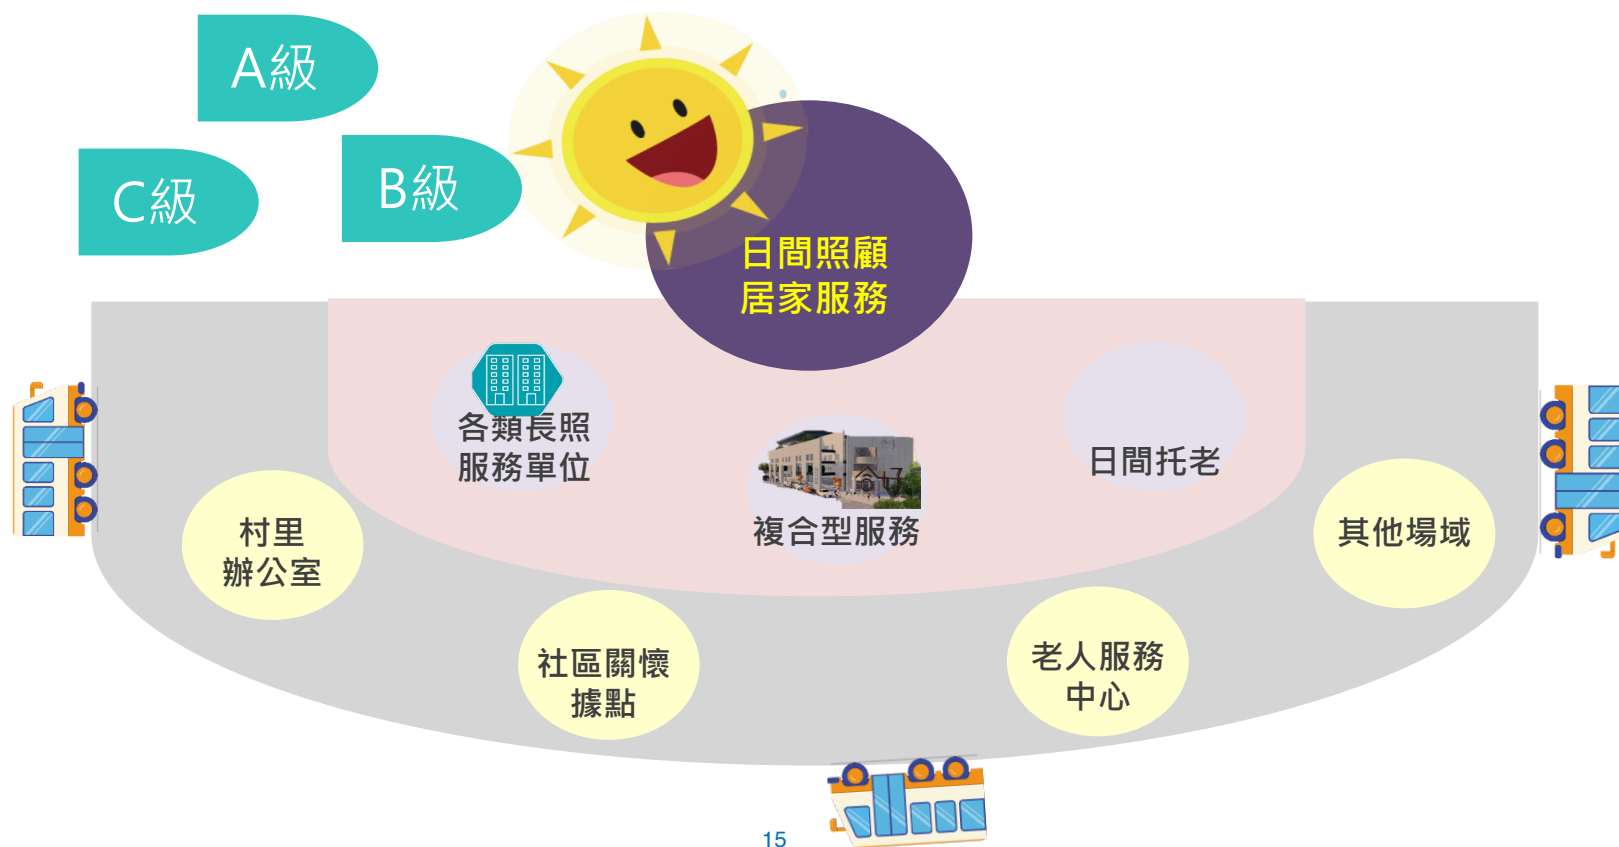 A級
B級
C級
日間照顧
居家服務
各類長照
服務單位
複合型服務
日間托老
村里
辦公室
社區關懷
據點
老人服務
中心
其他場域
15